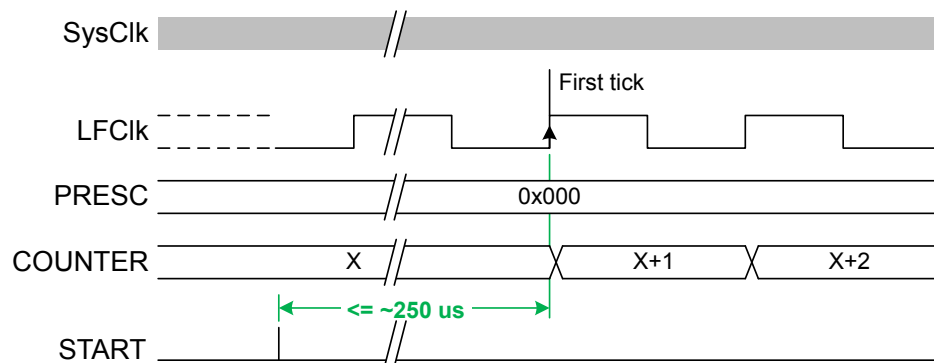 SysClk
First tick
LFClk
PRESC
0x000
COUNTER
X
X+1
X+2
<= ~250 us
START